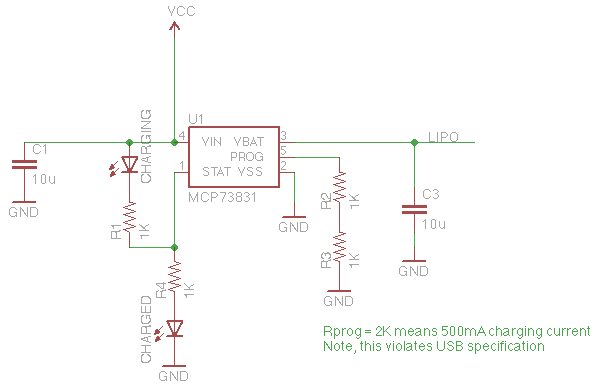 VCC
U1
CHARGING
C1
10u
GND
4
VIN
VBAT
3
PROG
5
1
STAT
VSS
2
MCP73831
LIPO
R1
1K
R2
1K
GND
C3
10u
R3
1K
R4
1K
GND
GND
CHARGED
GND
Rprog = 2K means 500mA charging current
Note, this violates USB specification